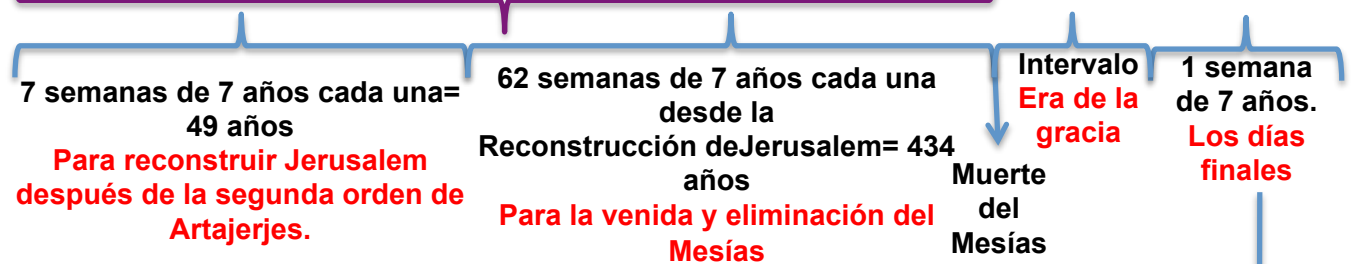 7 semanas de 7 años cada una=
49 años
Para reconstruir Jerusalem
después de la segunda orden de
Artajerjes.
62 semanas de 7 años cada una
desde la
Reconstrucción deJerusalem= 434
años
Para la venida y eliminación del
Mesías
Muerte
del
Mesías
Intervalo
Era de la
gracia
1 semana
de 7 años.
Los días
finales